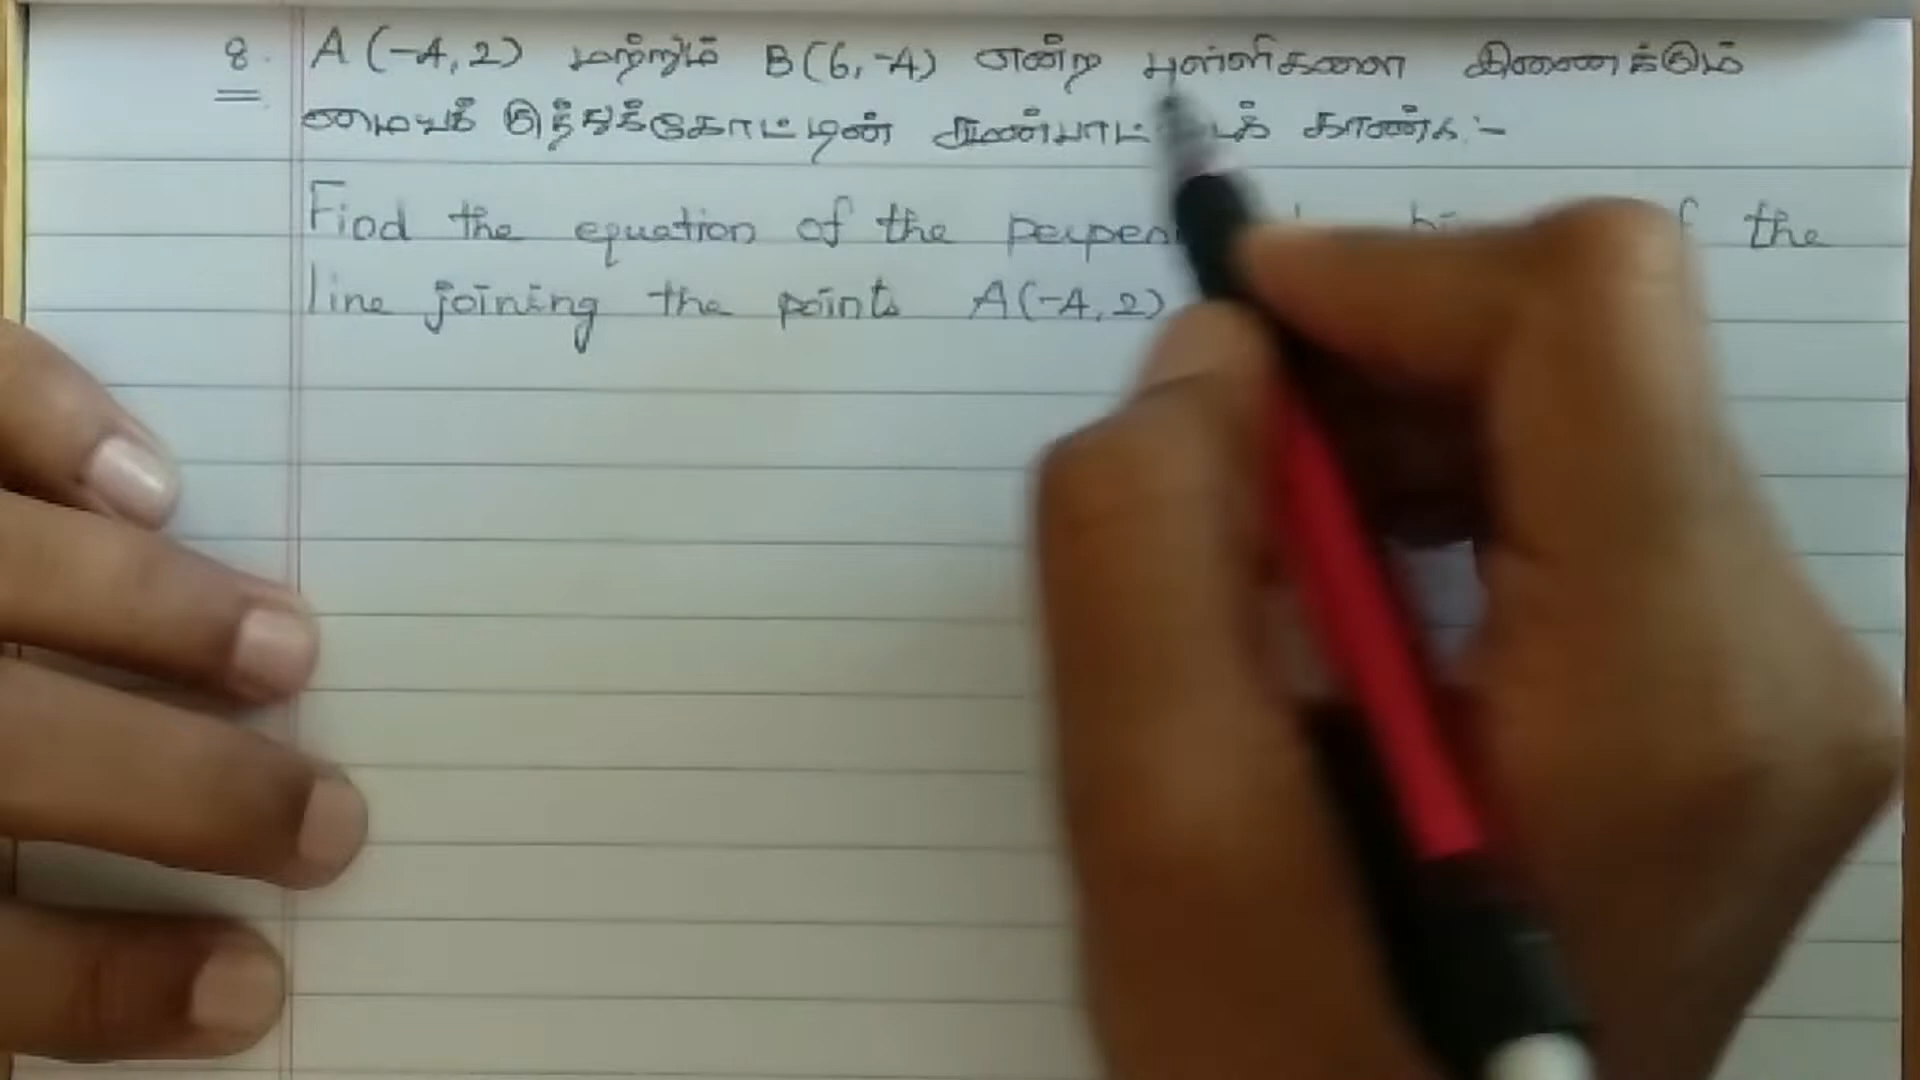 8. A (-4, 2) மற்றும் B(6, -4) என்ற புள்ளிகளை இணைக்கும்
மையக் குத்துக்கோட்டின் காண்க:-
Find the equation of the of the
line joining the points A(-4, 2)